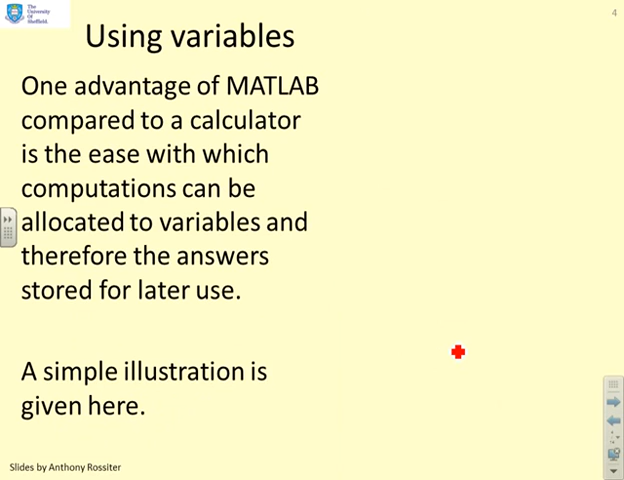 The
University
Of
Sheffield.
4
Using variables
One advantage of MATLAB
compared to a calculator
is the ease with which
computations can be
allocated to variables and
therefore the answers
stored for later use.
A simple illustration is
given here.
Slides by Anthony Rossiter